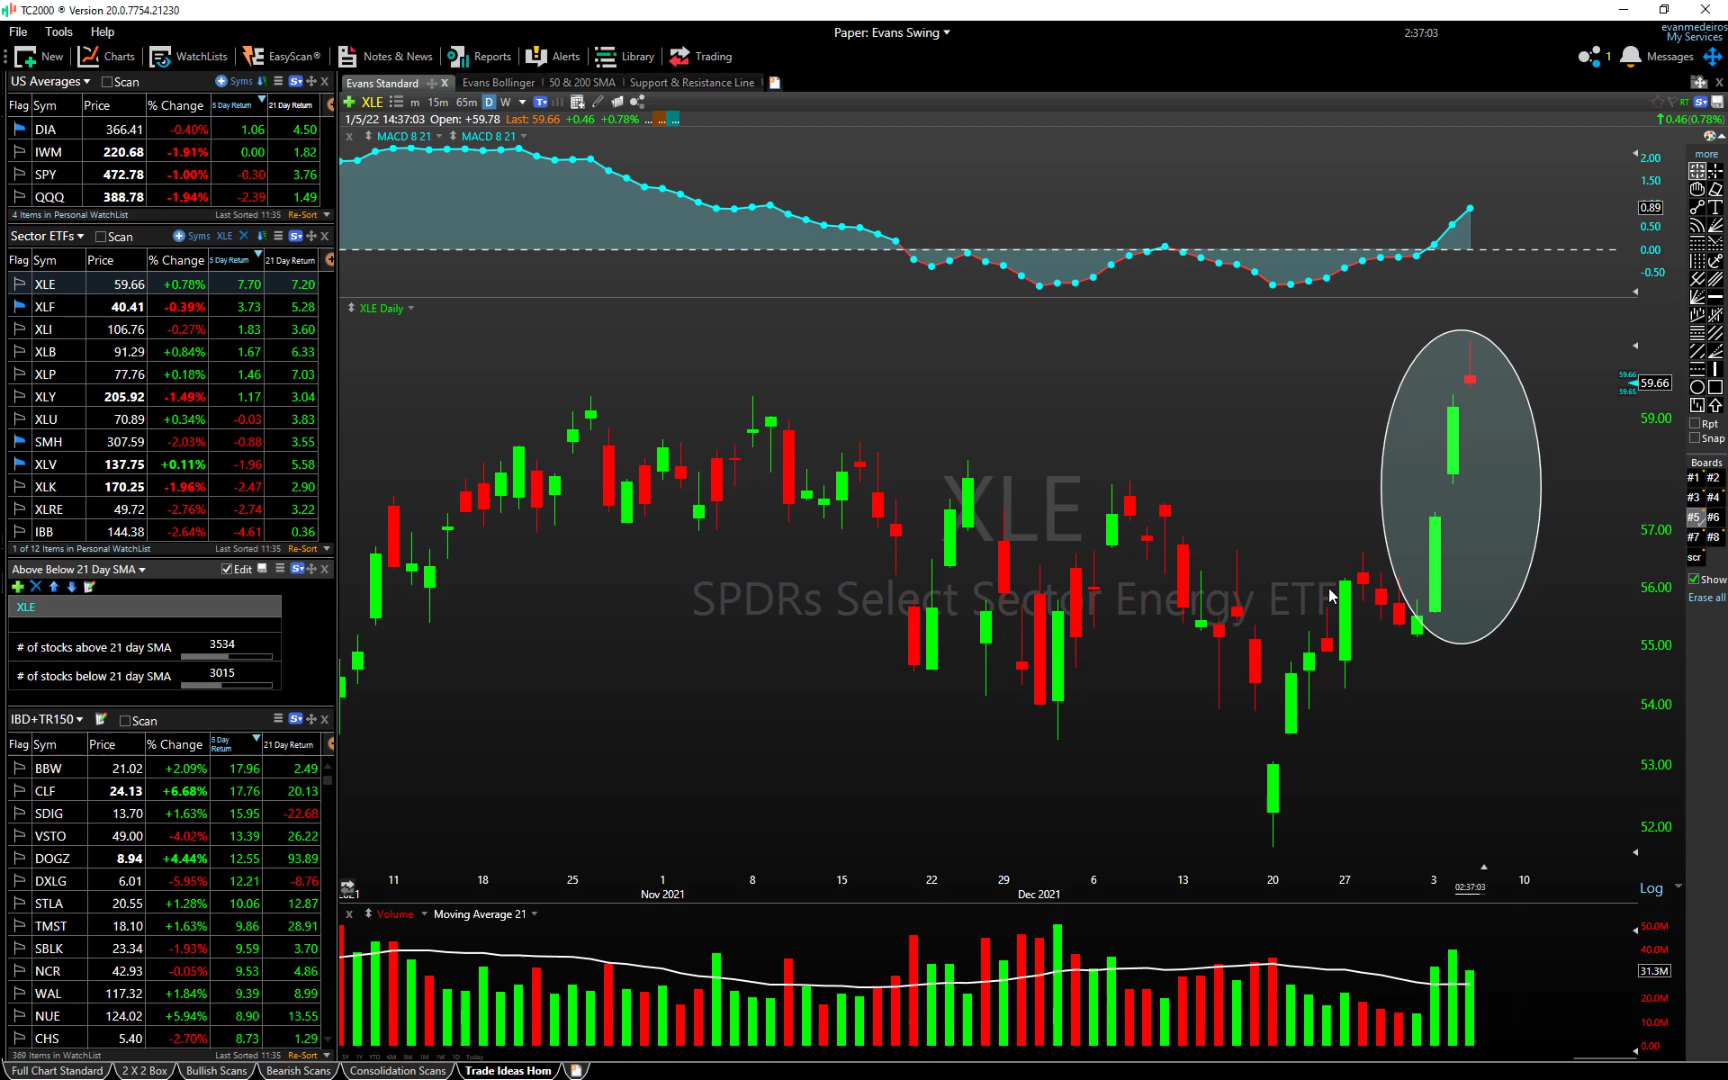 TC2000 ® Version 20.0.7754.21230
File Tools Help
Paper: Evans Swing
2:37:03
evanmedeiros
My Services
New Charts WatchLists EasyScan® Notes & News Reports Alerts Library Trading
1 Messages
US Averages Scan Syms
Flag Sym Price % Change 5 Day Return 21 Day Return
DIA 366.41 -0.40% 1.06 4.50
IWM 220.68 -1.91% 0.00 1.82
SPY 472.78 -1.00% -0.30 3.76
QQQ 388.78 -1.94% -2.39 1.49
4 Items in Personal WatchList Last Sorted 11:35 Re-Sort
Sector ETFs Scan Syms XLE
Flag Sym Price % Change 5 Day Return 21 Day Return
XLE 59.66 +0.78% 7.70 7.20
XLF 40.41 -0.39% 3.73 5.28
XLI 106.76 -0.27% 1.83 3.60
XLB 91.29 +0.84% 1.67 6.33
XLP 77.76 +0.18% 1.46 7.03
XLY 205.92 -1.49% 1.17 3.04
XLU 70.89 +0.34% -0.03 3.83
SMH 307.59 -2.03% -0.88 3.55
XLV 137.75 +0.11% -1.96 5.58
XLK 170.25 -1.96% -2.47 2.90
XLRE 49.72 -2.76% -2.74 3.22
IBB 144.38 -2.64% -4.61 0.36
1 of 12 Items in Personal WatchList Last Sorted 11:35 Re-Sort
Above Below 21 Day SMA Edit
XLE
# of stocks above 21 day SMA 3534
# of stocks below 21 day SMA 3015
IBD+TR150 Scan
Flag Sym Price % Change 5 Day Return 21 Day Return
BBW 21.02 +2.09% 17.96 2.49
CLF 24.13 +6.68% 17.76 20.13
SDIG 13.70 +1.63% 15.95 -22.68
VSTO 49.00 -4.02% 13.39 26.22
DOGZ 8.94 +4.44% 12.55 93.89
DXLG 6.01 -5.95% 12.21 -8.76
STLA 20.55 +1.28% 10.06 12.87
TMST 18.10 +1.63% 9.86 28.91
SBLK 23.34 -1.93% 9.59 3.70
NCR 42.93 -0.05% 9.53 4.86
WAL 117.32 +1.84% 9.39 8.99
NUE 124.02 +5.94% 8.90 13.55
CHS 5.40 -2.70% 8.73 1.29
369 Items in WatchList Last Sorted 11:35 Re-Sort
Evans Standard Evans Bollinger 50 & 200 SMA Support & Resistance Line
XLE m 15m 65m D W
RT
1/5/22 14:37:03 Open: +59.78 Last: 59.66 +0.46 +0.78% ... ... ...
0.46(0.78%)
MACD 8 21 MACD 8 21
2.00
1.50
0.89
0.50
0.00
-0.50
XLE Daily
59.66
59.66
59.65
59.00
57.00
56.00
55.00
54.00
53.00
52.00
XLE
SPDRs Select Sector Energy ETF
11 18 25 1 8 15 22 29 6 13 20 27 3 10
Nov 2021 Dec 2021 02:37:03
Log
Volume Moving Average 21
50.0M
40.0M
31.3M
20.0M
10.0M
0.00
5Y 1Y YTD 6M 3M 1M 1W 1D Today
more
Rpt
Snap
Boards
#1 #2
#3 #4
#5 #6
#7 #8
scr
Show
Erase all
Full Chart Standard 2 X 2 Box Bullish Scans Bearish Scans Consolidation Scans Trade Ideas Hom